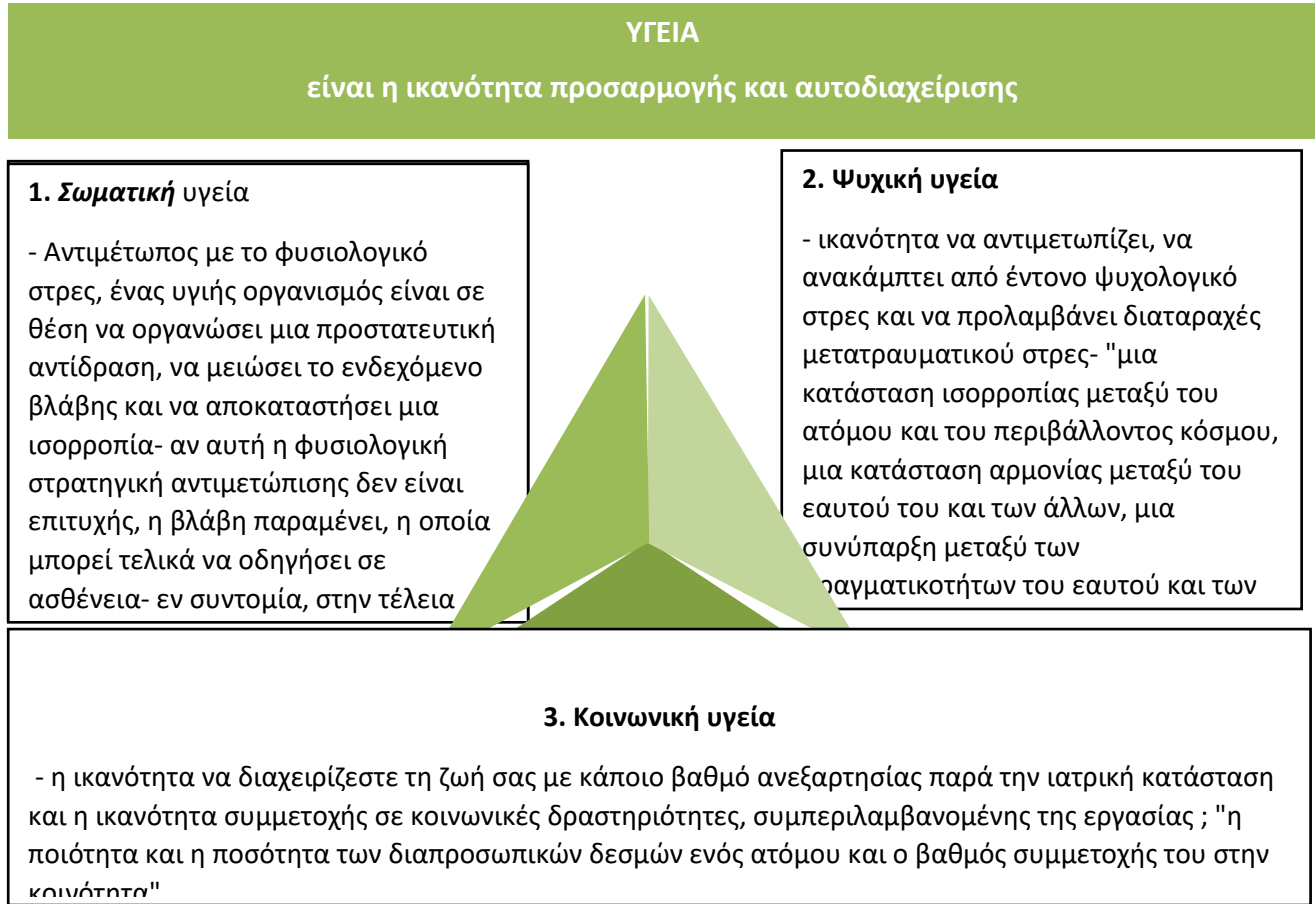 ΥΓΕΙΑ
είναι η ικανότητα προσαρμογής και αυτοδιαχείρισης
1. Σωματική υγεία
- Αντιμέτωπος με το φυσιολογικό
στρες, ένας υγιής οργανισμός είναι σε
θέση να οργανώσει μια προστατευτική
αντίδραση, να μειώσει το ενδεχόμενο
βλάβης και να αποκαταστήσει μια
ισορροπία- αν αυτή η φυσιολογική
στρατηγική αντιμετώπισης δεν είναι
επιτυχής, η βλάβη παραμένει, η οποία
μπορεί τελικά να οδηγήσει σε
ασθένεια- εν συντομία, στην τέλεια
2. Ψυχική υγεία
- ικανότητα να αντιμετωπίζει, να
ανακάμπτει από έντονο ψυχολογικό
στρες και να προλαμβάνει διαταραχές
μετατραυματικού στρες- "μια
κατάσταση ισορροπίας μεταξύ του
ατόμου και του περιβάλλοντος κόσμου,
μια κατάσταση αρμονίας μεταξύ του
εαυτού του και των άλλων, μια
συνύπαρξη μεταξύ των
πραγματικοτήτων του εαυτού και των
3. Κοινωνική υγεία
- η ικανότητα να διαχειρίζεστε τη ζωή σας με κάποιο βαθμό ανεξαρτησίας παρά την ιατρική κατάσταση
και η ικανότητα συμμετοχής σε κοινωνικές δραστηριότητες, συμπεριλαμβανομένης της εργασίας ; "η
ποιότητα και η ποσότητα των διαπροσωπικών δεσμών ενός ατόμου και ο βαθμός συμμετοχής του στην
κοινότητα"